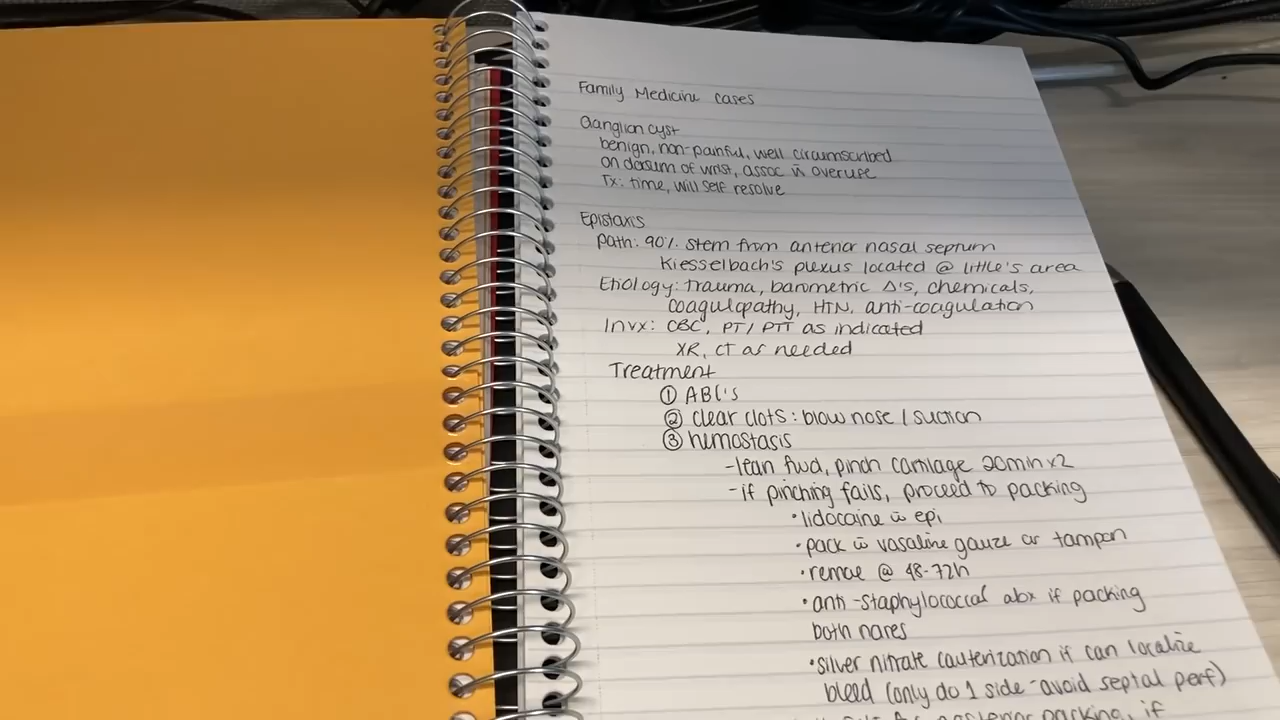 Family Medicine cases
Ganglion cyst
benign, non-painful, well circumscribed
on dorsum of wrist, assoc w̄ overuse
Tx: time, will self resolve
Epistaxis
Path: 90% stem from anterior nasal septum
Kiesselbach's plexus located @ little's area
Etiology: trauma, barometric Δ's, chemicals,
coagulopathy, HTN, anti-coagulation
Invx: CBC, PT/PTT as indicated
XR, CT as needed
Treatment
① ABC's
② clear clots: blow nose / suction
③ hemostasis
-lean fwd, pinch cartilage 20min x2
-if pinching fails, proceed to packing
•lidocaine w̄ epi
•pack w̄ vasaline gauze or tampon
•remove @ 48-72h
•anti-staphylococcal abx if packing
both nares
•silver nitrate cauterization if can localize
bleed (only do 1 side - avoid septal perf)
posterior packing, if